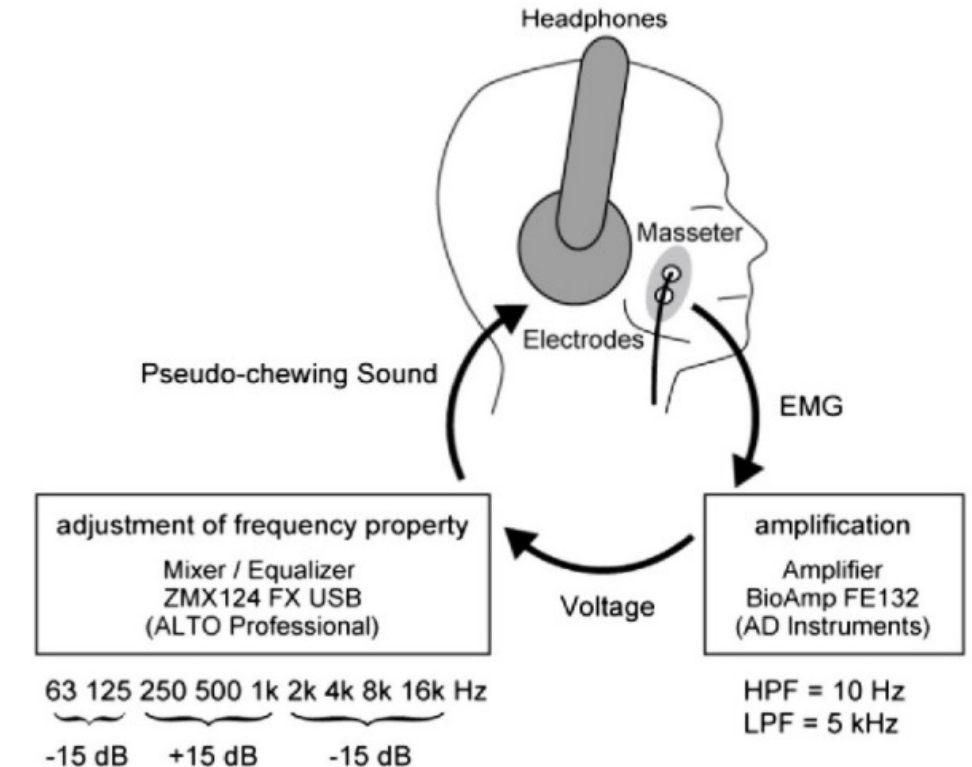 Headphones
Masseter
Electrodes
Pseudo-chewing Sound
EMG
adjustment of frequency property
Mixer / Equalizer
ZMX124 FX USB
(ALTO Professional)
Voltage
amplification
Amplifier
BioAmp FE132
(AD Instruments)
63 125 250 500 1k 2k 4k 8k 16k Hz
-15 dB +15 dB -15 dB
HPF = 10 Hz
LPF = 5 kHz